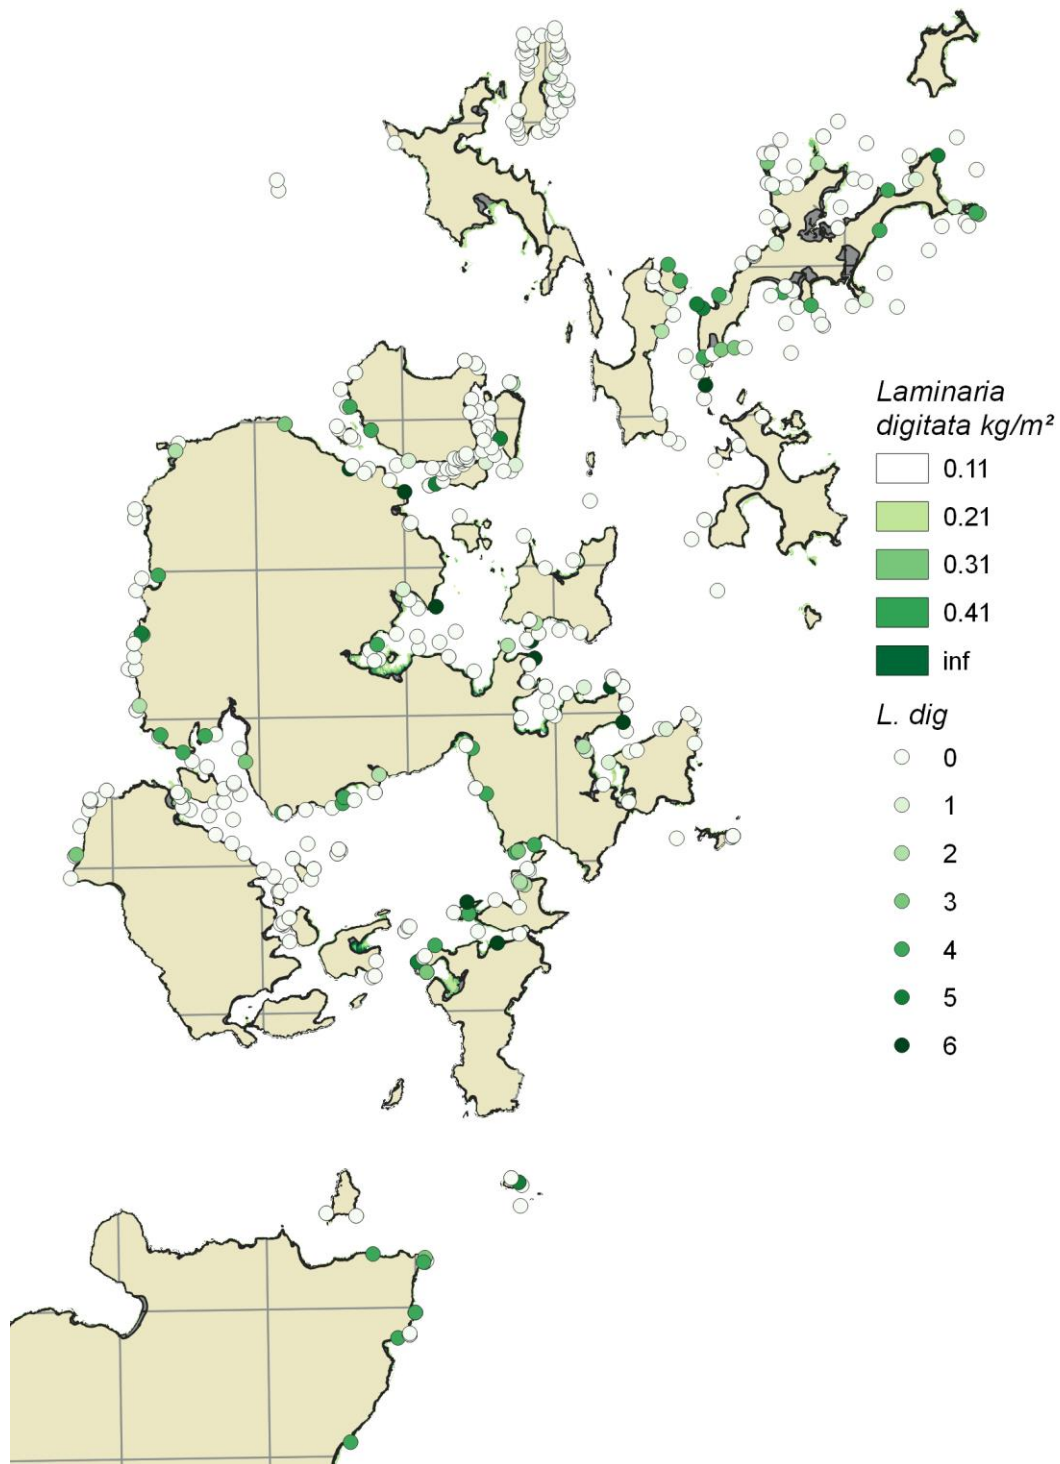 Laminaria
digitata kg/m²
0.11
0.21
0.31
0.41
inf
L. dig
0
1
2
3
4
5
6